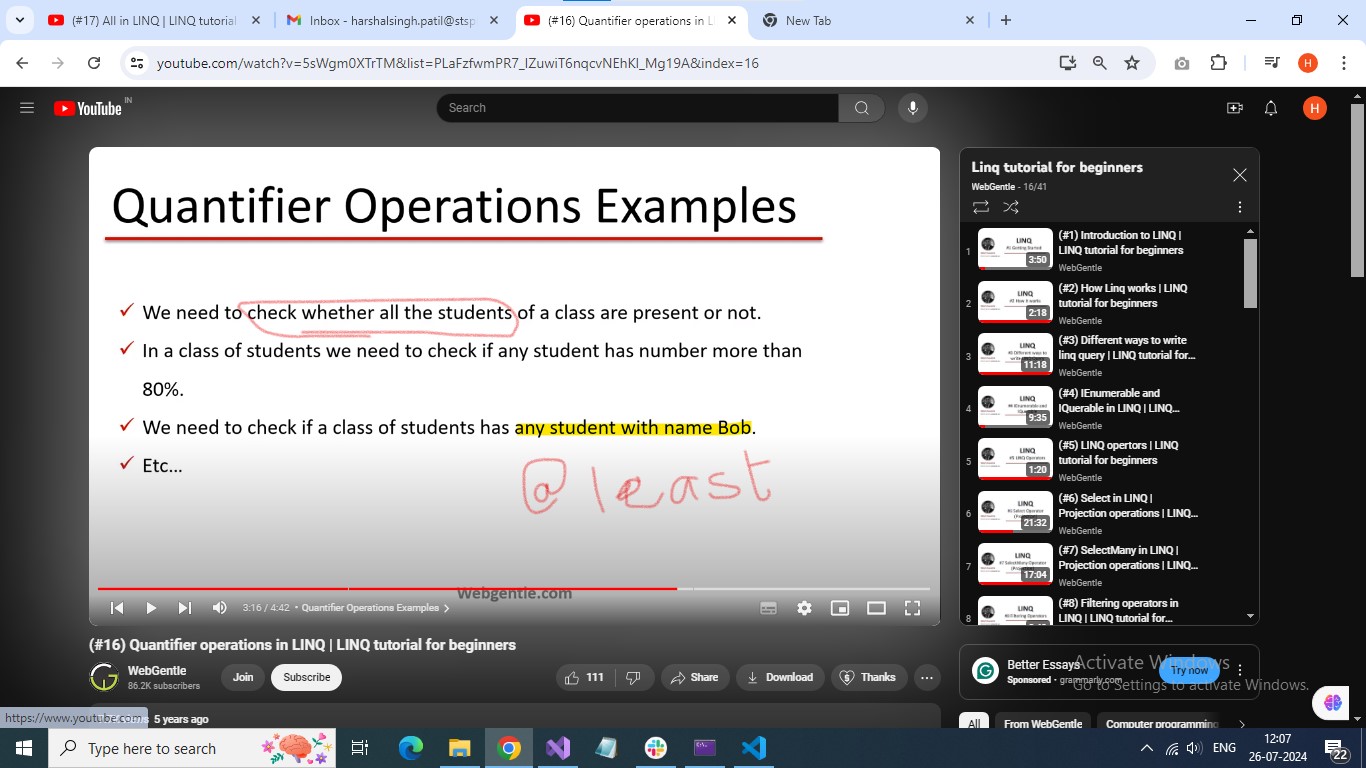 (#17) All in LINQ | LINQ tutorial
Inbox - harshalsingh.patil@stsp
(#16) Quantifier operations in L
New Tab
youtube.com/watch?v=5sWgm0XTrTM&list=PLaFzfwmPR7_IZuwiT6nqcvNEhKl_Mg19A&index=16
H
YouTube IN
Search
H
Quantifier Operations Examples
We need to check whether all the students of a class are present or not.
In a class of students we need to check if any student has number more than
80%.
We need to check if a class of students has any student with name Bob.
Etc...
@least
Webgentle.com
3:16 / 4:42 • Quantifier Operations Examples
Linq tutorial for beginners
WebGentle - 16/41
1
LINQ
3:50
(#1) Introduction to LINQ |
LINQ tutorial for beginners
WebGentle
2
LINQ
2:18
(#2) How Linq works | LINQ
tutorial for beginners
WebGentle
3
LINQ
11:18
(#3) Different ways to write
linq query | LINQ tutorial for...
WebGentle
4
LINQ
9:35
(#4) IEnumerable and
IQuerable in LINQ | LINQ...
WebGentle
5
LINQ
1:20
(#5) LINQ opertors | LINQ
tutorial for beginners
WebGentle
6
LINQ
21:32
(#6) Select in LINQ |
Projection operations | LINQ...
WebGentle
7
LINQ
17:04
(#7) SelectMany in LINQ |
Projection operations | LINQ...
WebGentle
8
LINQ
(#8) Filtering operators in
LINQ | LINQ tutorial for...
(#16) Quantifier operations in LINQ | LINQ tutorial for beginners
WebGentle
86.2K subscribers
Join
Subscribe
111
Share
Download
Thanks
Better Essays
Sponsored · grammarly.com
Try now
Activate Windows
Go to Settings to activate Windows.
All
From WebGentle
Computer programming
https://www.youtube.com
5 years ago
Type here to search
ENG
12:07
26-07-2024
22